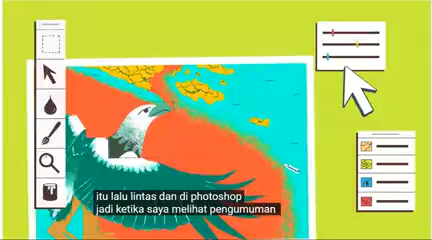 itu lalu lintas dan di photoshop
jadi ketika saya melihat pengumuman